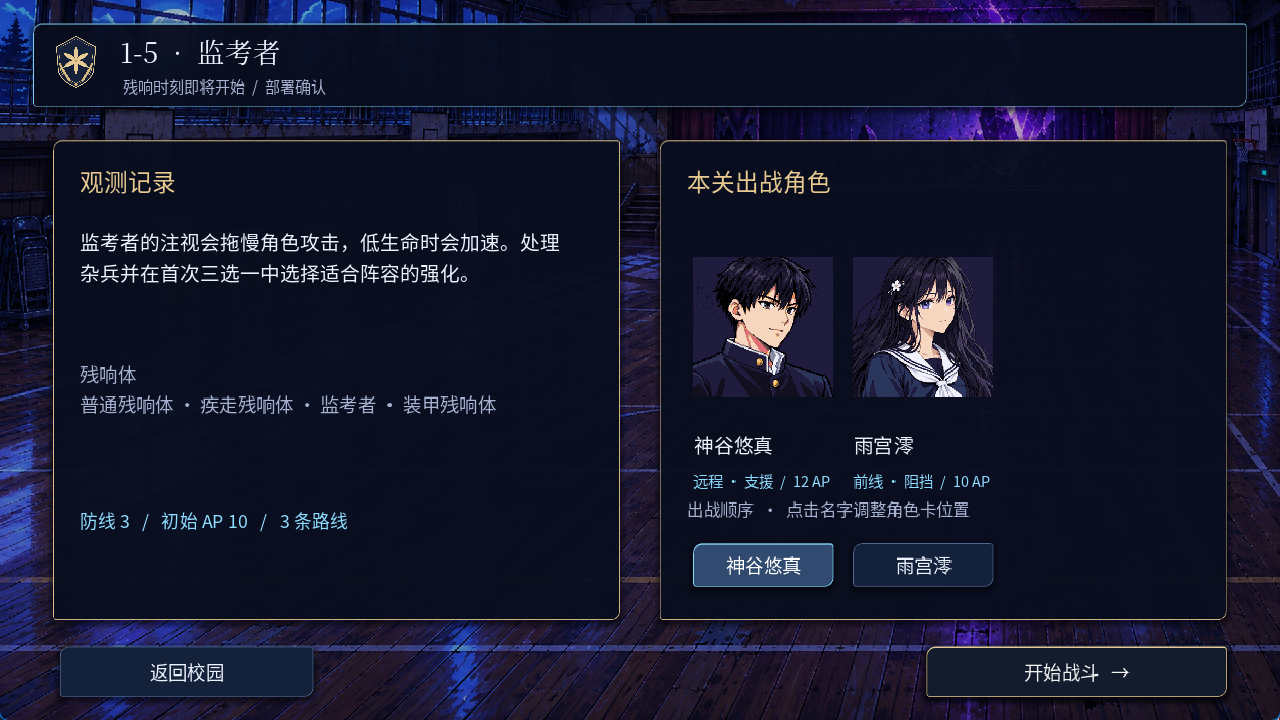 1-5 · 监考者
残响时刻即将开始 / 部署确认
观测记录
监考者的注视会拖慢角色攻击，低生命时会加速。处理
杂兵并在首次三选一中选择适合阵容的强化。
残响体
普通残响体 · 疾走残响体 · 监考者 · 装甲残响体
防线 3 / 初始 AP 10 / 3 条路线
本关出战角色
神谷悠真 雨宫澪
远程 · 支援 / 12 AP 前线 · 阻挡 / 10 AP
出战顺序 · 点击名字调整角色卡位置
神谷悠真 雨宫澪
返回校园
开始战斗 →